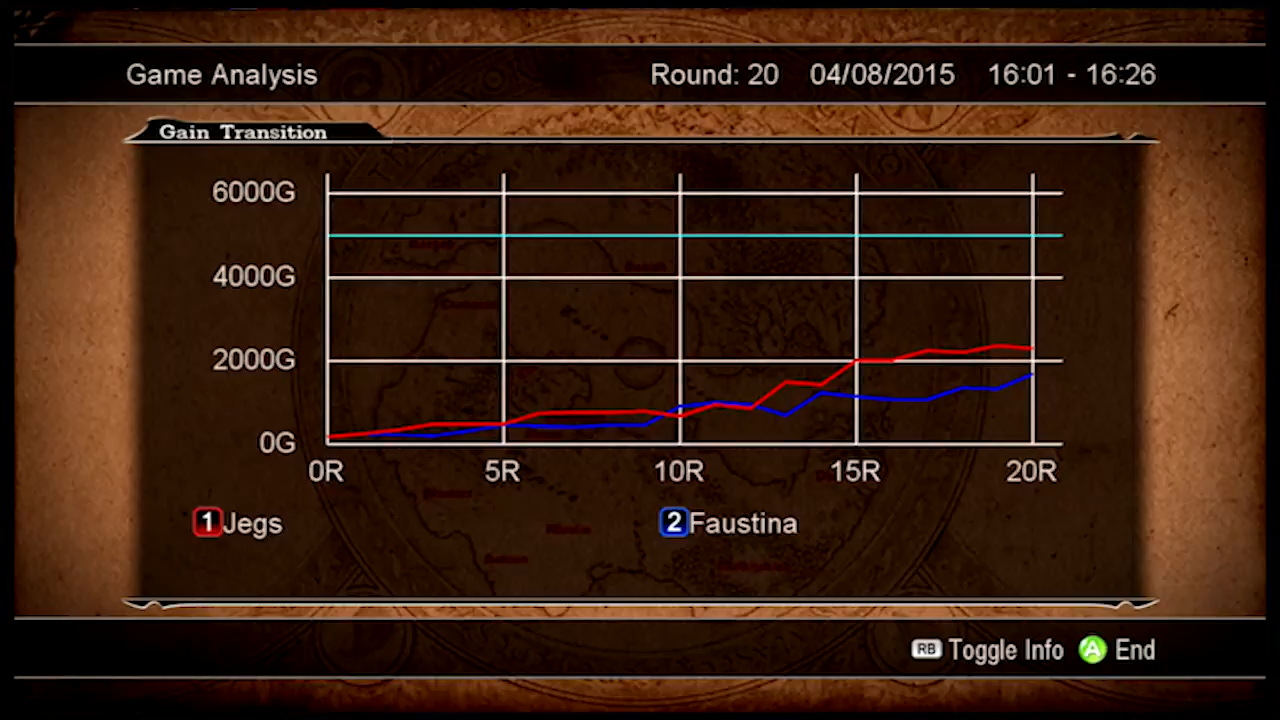 Game Analysis Round: 20 04/08/2015 16:01 - 16:26
Gain Transition
6000G
4000G
2000G
0G
0R 5R 10R 15R 20R
1 Jegs 2 Faustina
RB Toggle Info A End